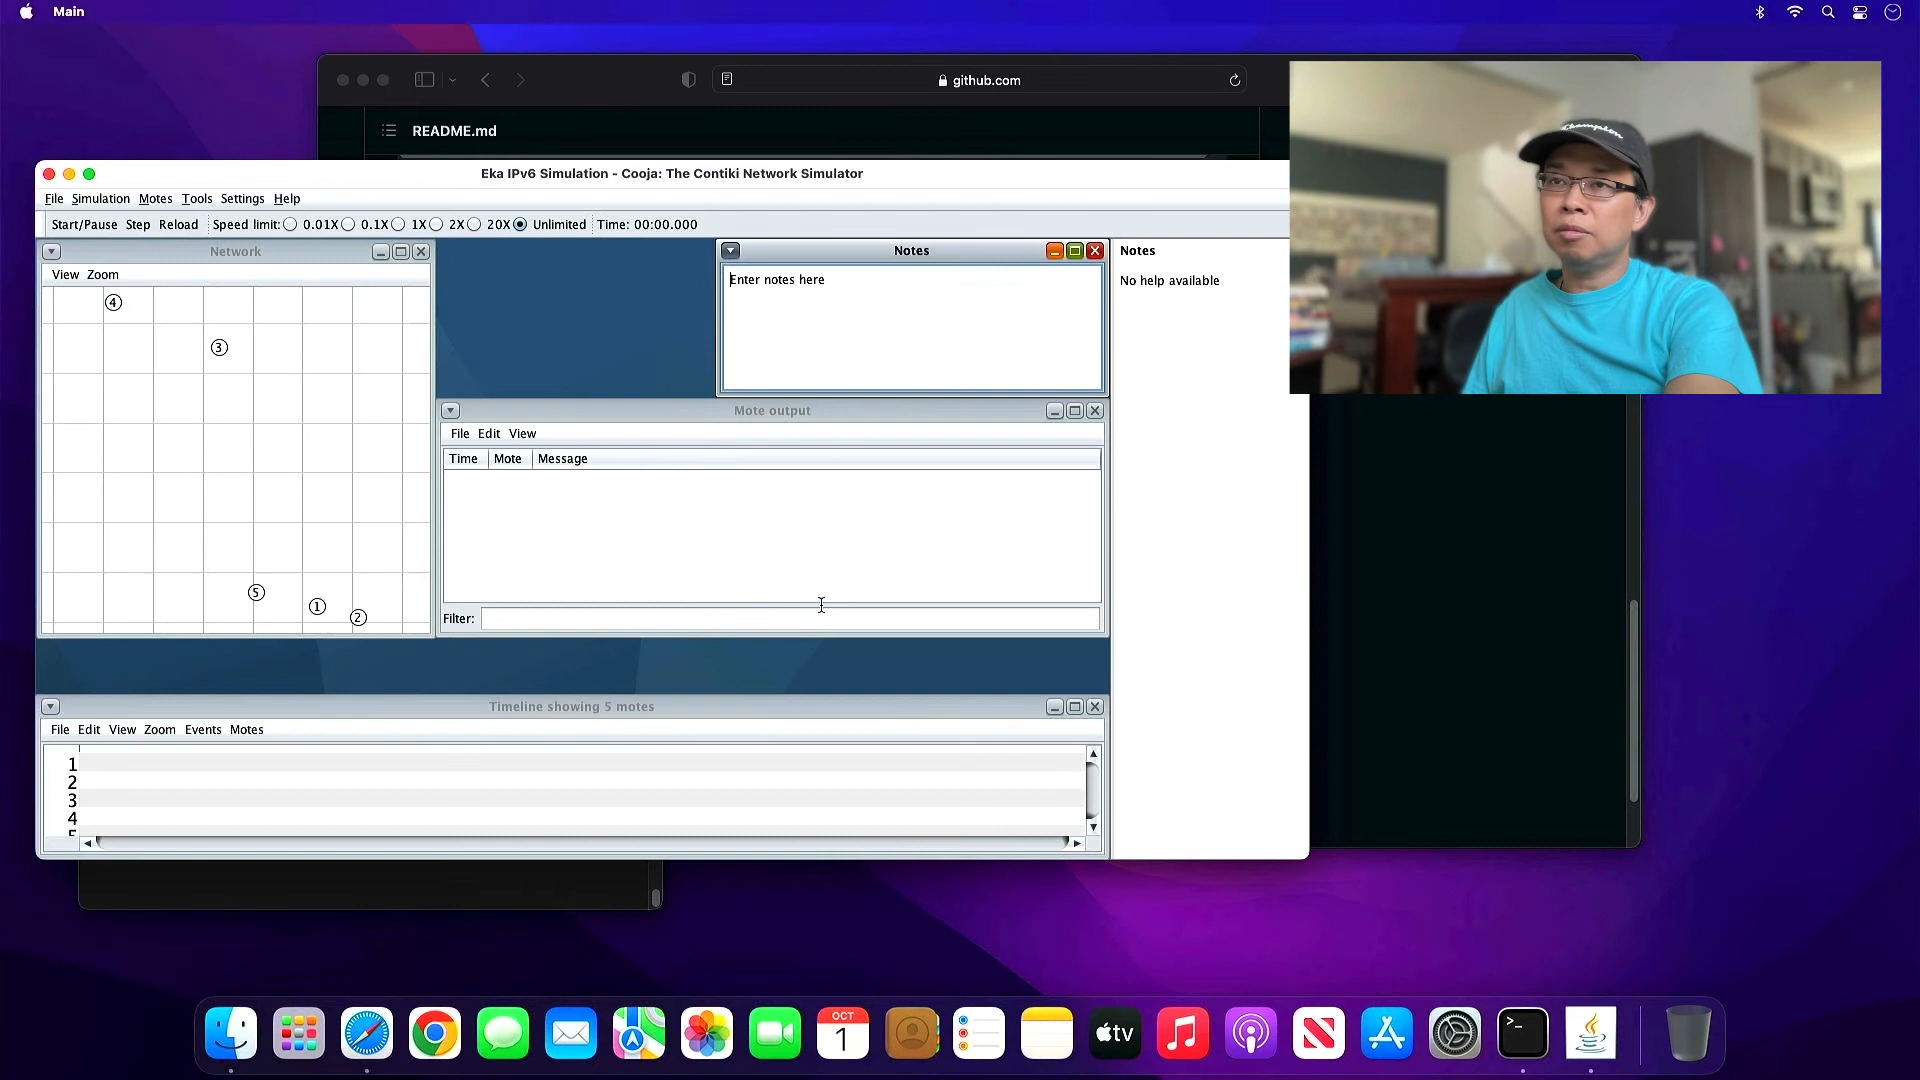 Main
github.com
README.md
Champion
Eka IPv6 Simulation - Cooja: The Contiki Network Simulator
File Simulation Motes Tools Settings Help
Start/Pause Step Reload Speed limit: 0.01X 0.1X 1X 2X 20X Unlimited Time: 00:00.000
Network
View Zoom
4
3
5
1
2
Notes
Enter notes here
Notes
No help available
Mote output
File Edit View
Time Mote Message
Filter:
Timeline showing 5 motes
File Edit View Zoom Events Motes
1
2
3
4
5
OCT
1
tv
>_